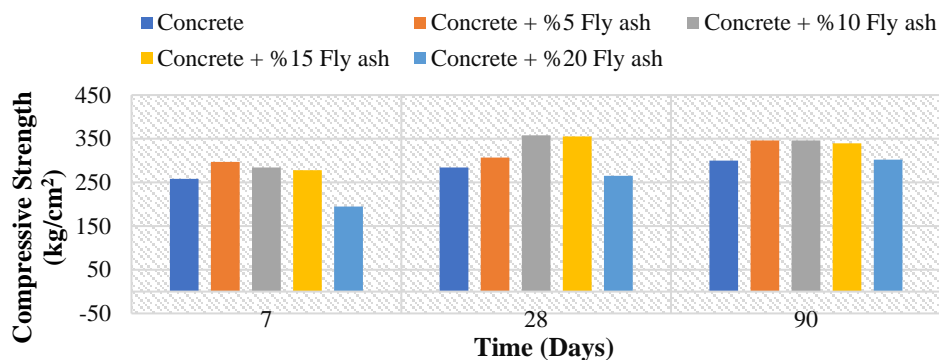 Concrete
Concrete + %5 Fly ash
Concrete + %10 Fly ash
Concrete + %15 Fly ash
Concrete + %20 Fly ash
Compressive Strength
(kg/cm²)
450
350
250
150
50
-50
7
28
90
Time (Days)